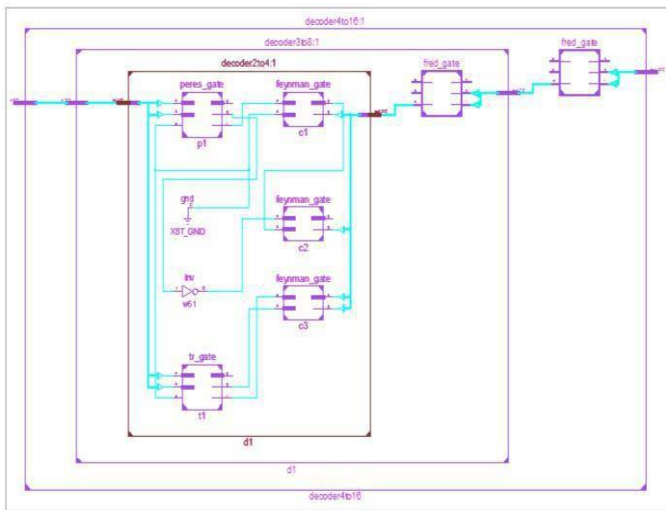 decoder4to16:1
fred_gate
decoder3to8:1
fred_gate
decoder2to4:1
peres_gate
feynman_gate
p1
c1
gnd
feynman_gate
XST_GND
c2
inv
feynman_gate
w61
c3
tr_gate
t1
d1
d1
decoder4to16